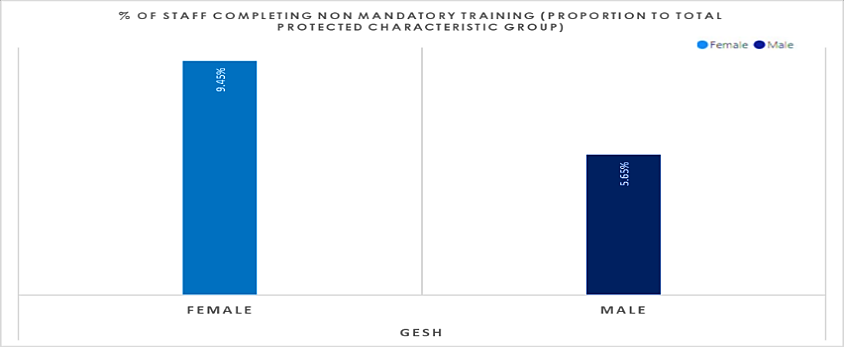 % OF STAFF COMPLETING NON MANDATORY TRAINING (PROPORTION TO TOTAL
PROTECTED CHARACTERISTIC GROUP)
Female Male
9.45%
5.65%
FEMALE MALE
GESH